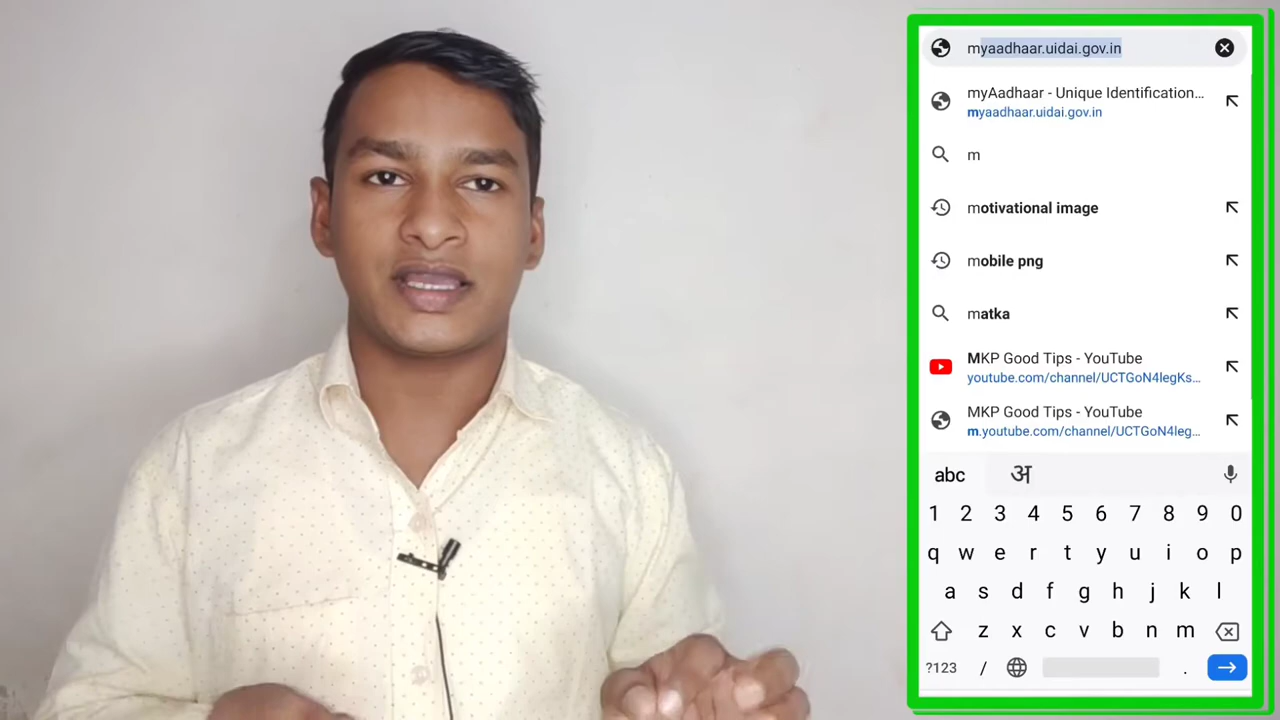 myaadhaar.uidai.gov.in
myAadhaar - Unique Identification...
myaadhaar.uidai.gov.in
m
motivational image
mobile png
matka
MKP Good Tips - YouTube
youtube.com/channel/UCTGoN4legKs...
MKP Good Tips - YouTube
m.youtube.com/channel/UCTGoN4leg...
abc अ
1 2 3 4 5 6 7 8 9 0
q w e r t y u i o p
a s d f g h j k l
z x c v b n m
?123 / .